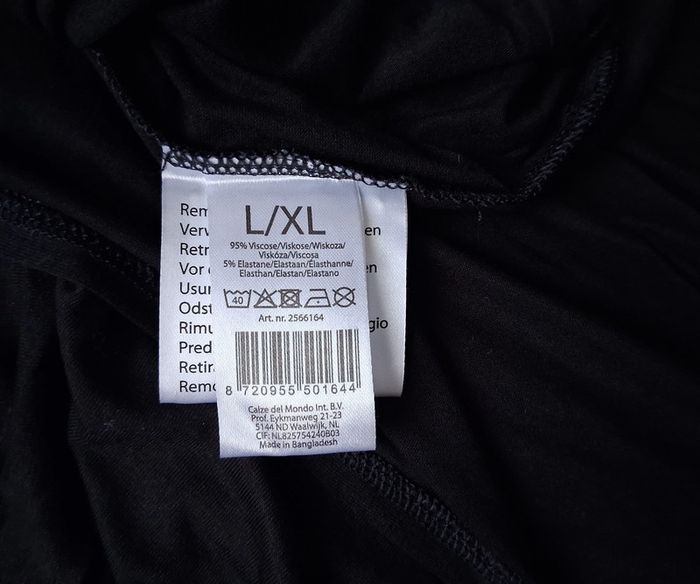 L/XL
95% Viscose/Viskose/Wiskoza/
Viskóza/Viscosa
5% Elastane/Elastaan/Élasthanne/
Elasthan/Elastan/Elastano
40
Art. nr. 2566164
8 720955 501644
Calze del Mondo Int. B.V.
Prof. Eykmanweg 21-23
5144 ND Waalwijk, NL
CIF: NL825754240B03
Made in Bangladesh
Rem
Verw
en
Retr
Vor
en
Usur
Odst
Rimu
gio
Pred
Retir
Remo